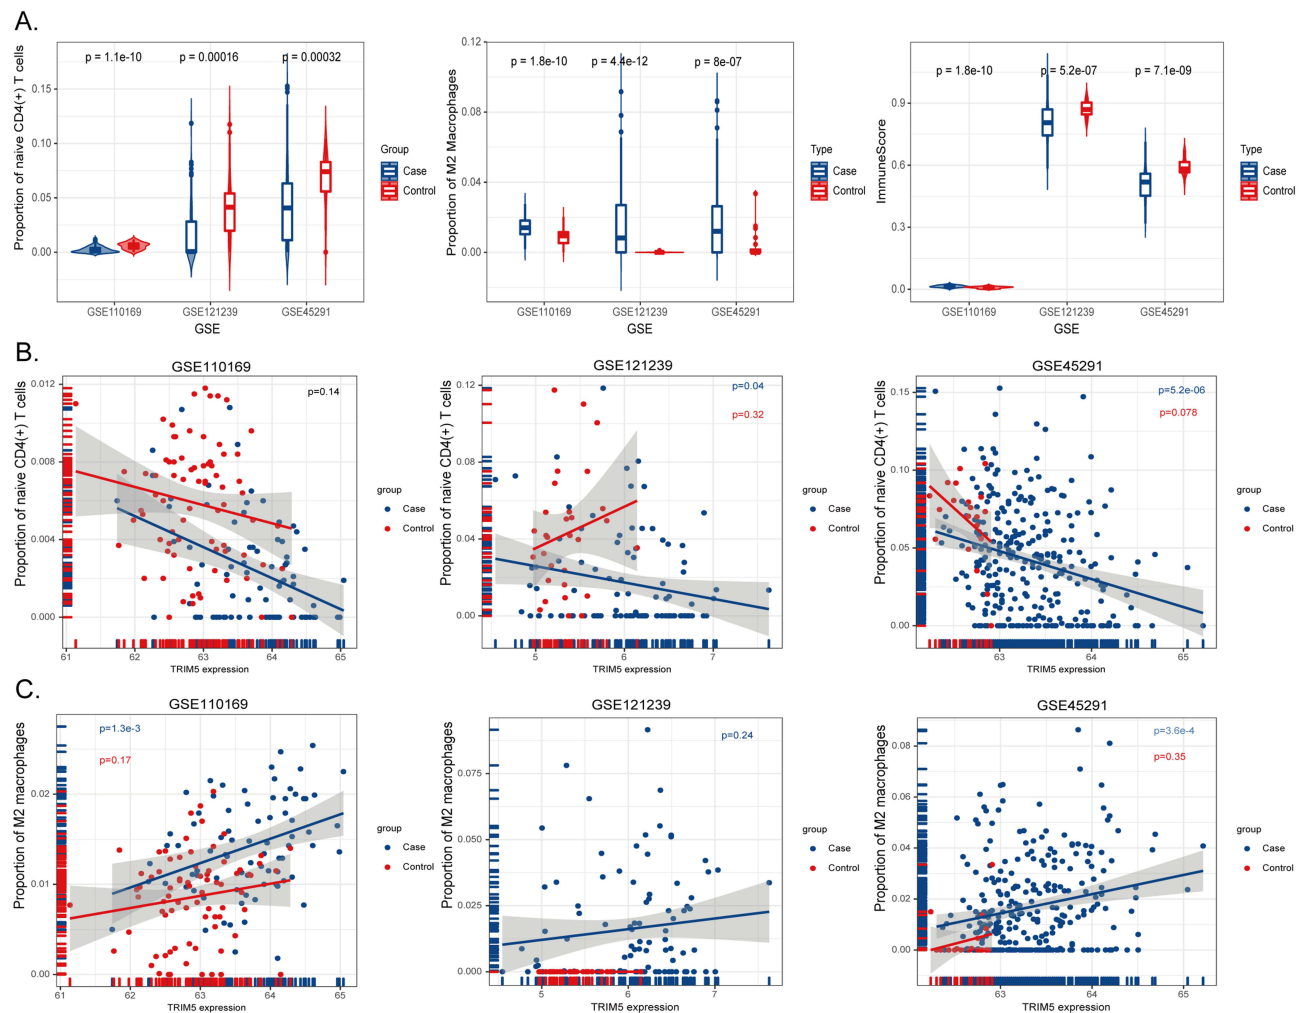 A.
Proportion of naive CD4(+) T cells
0.15
0.10
0.05
0.00
p = 1.1e-10
p = 0.00016
p = 0.00032
GSE110169
GSE121239
GSE45291
GSE
Group
Case
Control
Proportion of M2 Macrophages
0.12
0.08
0.04
0.00
p = 1.8e-10
p = 4.4e-12
p = 8e-07
GSE110169
GSE121239
GSE45291
GSE
Type
Case
Control
ImmuneScore
0.9
0.6
0.3
0.0
p = 1.8e-10
p = 5.2e-07
p = 7.1e-09
GSE110169
GSE121239
GSE45291
GSE
Type
Case
Control
B.
GSE110169
Proportion of naive CD4(+) T cells
0.012
0.008
0.004
0.000
p=0.14
61
62
63
64
65
TRIM5 expression
group
Case
Control
GSE121239
Proportion of naive CD4(+) T cells
0.12
0.08
0.04
0.00
p=0.04
p=0.32
5
6
7
TRIM5 expression
group
Case
Control
GSE45291
Proportion of naive CD4(+) T cells
0.15
0.10
0.05
0.00
p=5.2e-06
p=0.078
63
64
65
TRIM5 expression
group
Case
Control
C.
GSE110169
Proportion of M2 macrophages
0.02
0.01
0.00
p=1.3e-3
p=0.17
61
62
63
64
65
TRIM5 expression
group
Case
Control
GSE121239
Proportion of M2 macrophages
0.075
0.050
0.025
0.000
p=0.24
5
6
7
TRIM5 expression
group
Case
Control
GSE45291
Proportion of M2 macrophages
0.08
0.06
0.04
0.02
0.00
p=3.6e-4
p=0.35
63
64
65
TRIM5 expression
group
Case
Control